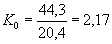 K₀ = 44,3 / 20,4 = 2,17